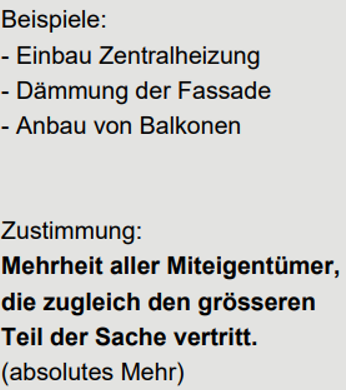 Beispiele:
- Einbau Zentralheizung
- Dämmung der Fassade
- Anbau von Balkonen
Zustimmung:
Mehrheit aller Miteigentümer,
die zugleich den grösseren
Teil der Sache vertritt.
(absolutes Mehr)